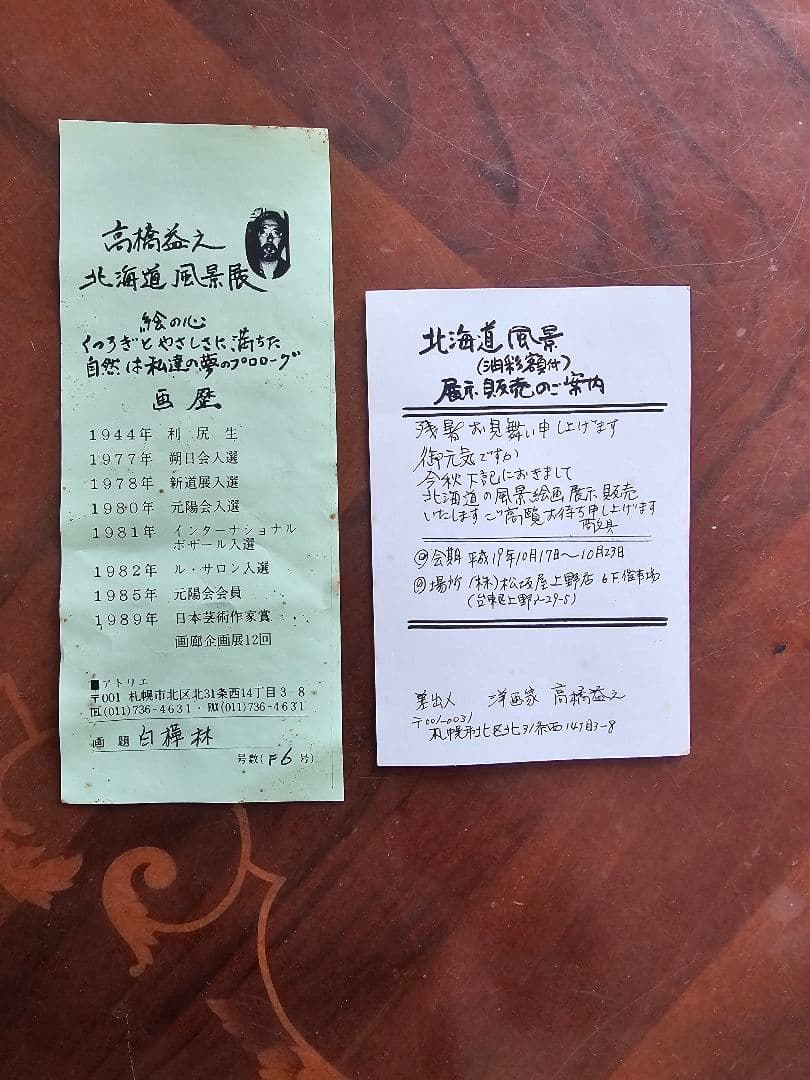 高橋益之
北海道風景展
絵の心
くつろぎとやさしさに満ちた
自然は私達の夢のプロローグ
画歴
1944年 利尻生
1977年 朔日会入選
1978年 新道展入選
1980年 元陽会入選
1981年 インターナショナル
ボザール入選
1982年 ル・サロン入選
1985年 元陽会会員
1989年 日本芸術作家賞
画廊企画展12回
■アトリエ
〒001 札幌市北区北31条西14丁目3-8
☎(011)736-4631・FAX(011)736-4631
画題 白樺林
号数(F6号)
北海道風景
(油彩額付)
展示販売のご案内
残暑お見舞い申し上げます
御元気ですか
今秋下記におきまして
北海道の風景絵画展示販売
いたしますご高覧お待ち申し上げます
敬具
会期 平成19年10月17日〜10月23日
場所 (株)松坂屋上野店 6F催市場
(台東区上野3-29-5)
差出人 洋画家 高橋益之
〒001-0031
札幌市北区北31条西14丁目3-8